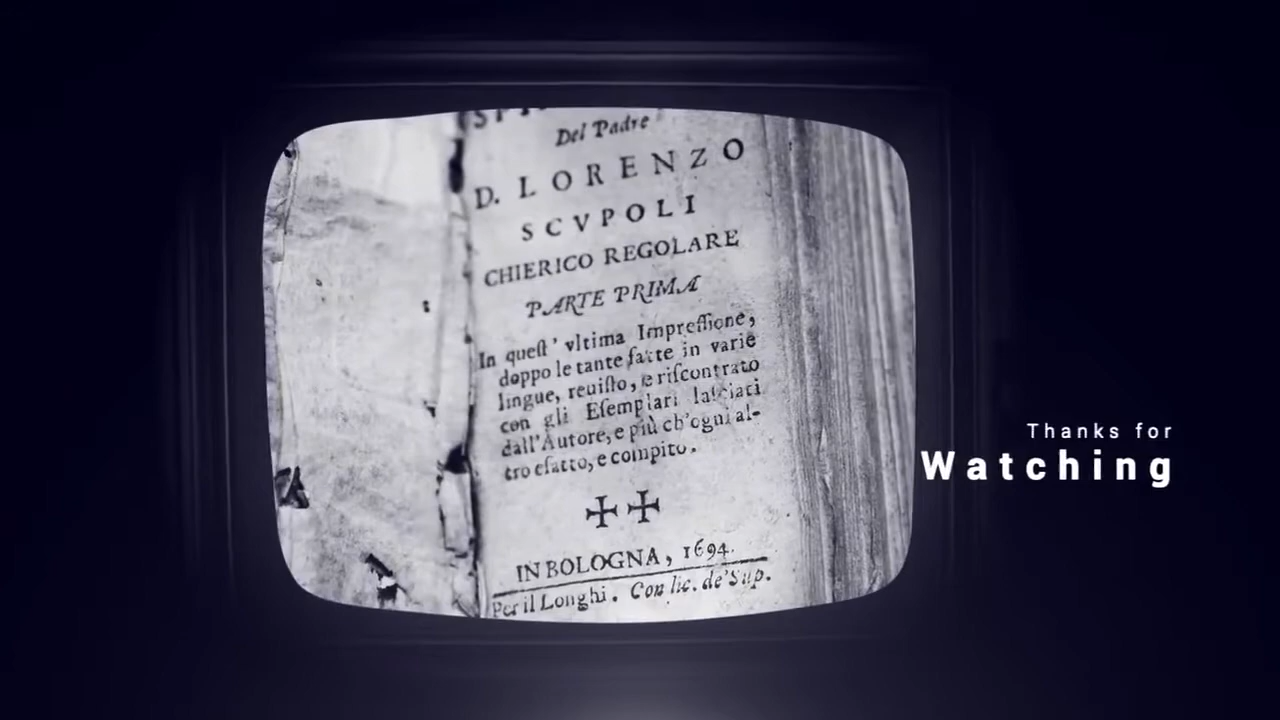 Del Padre
D. LORENZO
SCVPOLI
CHIERICO REGOLARE
PARTE PRIMA
In queſt' vltima Impreſſione,
doppo le tante fatte in varie
lingue, reuiſto, e riſcontrato
con gli Eſemplari laſciati
dall'Autore, e più ch'ogni al-
tro eſatto, e compito.
IN BOLOGNA, 1694.
Per il Longhi. Con lic. de' Sup.
Thanks for
Watching